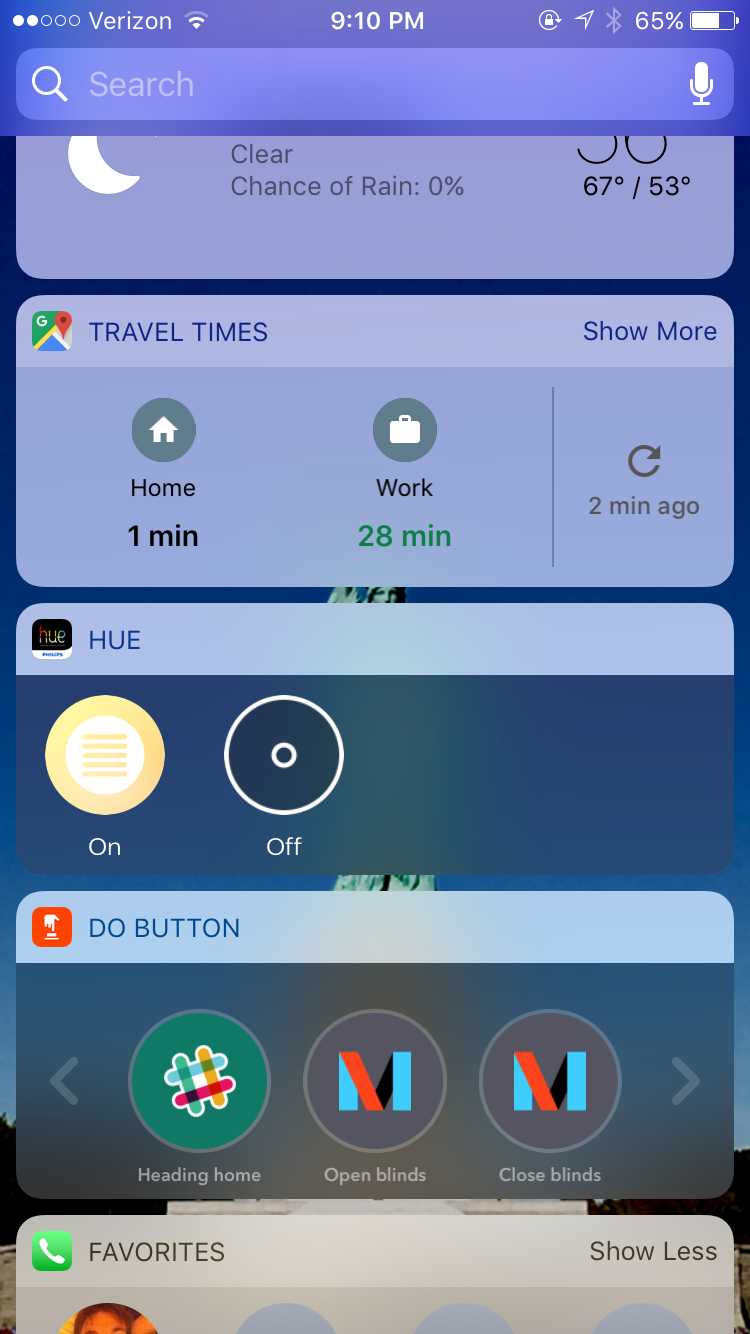 Verizon 9:10 PM 65%
Search
Clear
Chance of Rain: 0%
67° / 53°
G TRAVEL TIMES Show More
Home Work
1 min 28 min
2 min ago
hue PHILIPS HUE
On Off
DO BUTTON
Heading home Open blinds Close blinds
FAVORITES Show Less